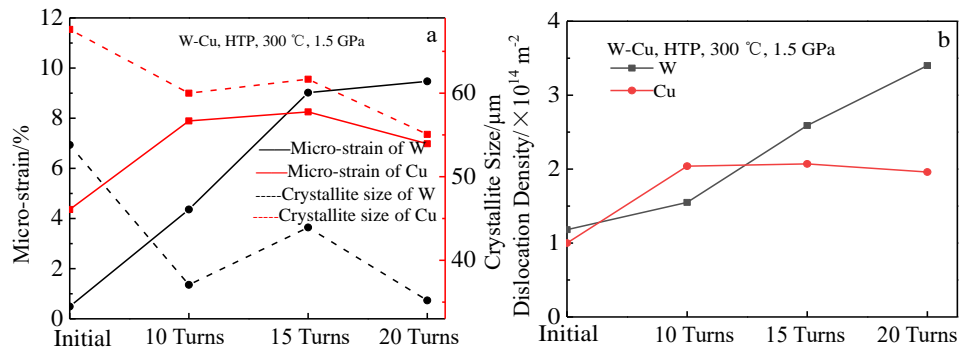 a
W-Cu, HTP, 300 ℃, 1.5 GPa
Micro-strain/%
12
10
8
6
4
2
0
Micro-strain of W
Micro-strain of Cu
Crystallite size of W
Crystallite size of Cu
60
50
40
Crystallite Size/μm
Initial 10 Turns 15 Turns 20 Turns
b
W-Cu, HTP, 300 ℃, 1.5 GPa
W
Cu
Dislocation Density/×10¹⁴ m⁻²
4
3
2
1
0
Initial 10 Turns 15 Turns 20 Turns